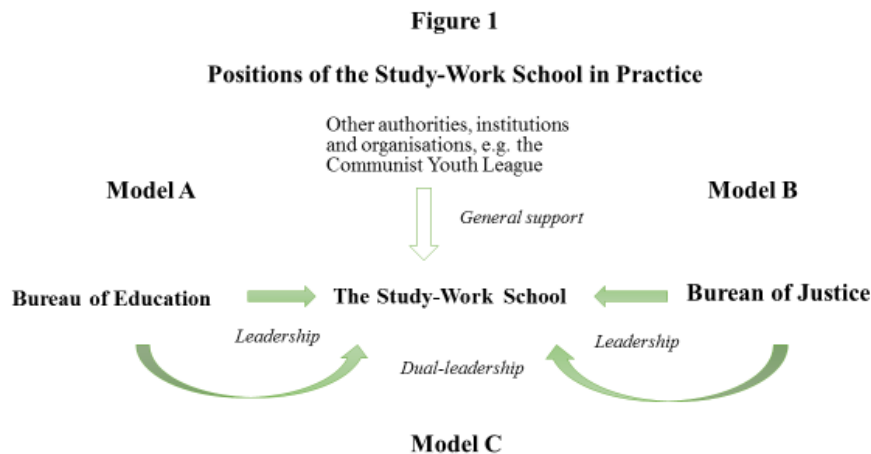 Figure 1
Positions of the Study-Work School in Practice
Other authorities, institutions
and organisations, e.g. the
Communist Youth League
Model A
Model B
General support
Bureau of Education
The Study-Work School
Burean of Justice
Leadership
Leadership
Dual-leadership
Model C